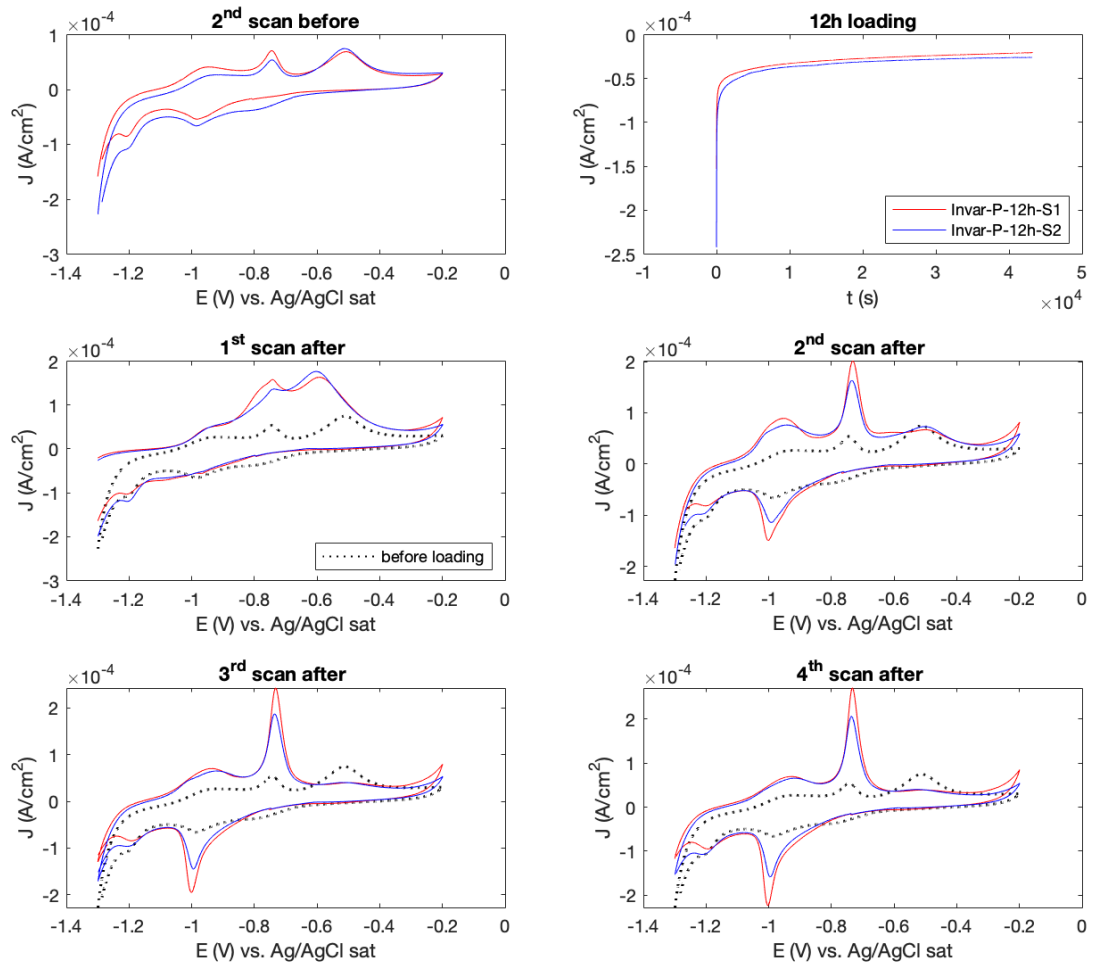 2nd scan before
×10-4
1
0
-1
-2
-3
J (A/cm2)
-1.4 -1.2 -1 -0.8 -0.6 -0.4 -0.2 0
E (V) vs. Ag/AgCl sat
12h loading
×10-4
0
-0.5
-1
-1.5
-2
-2.5
J (A/cm2)
Invar-P-12h-S1
Invar-P-12h-S2
-1 0 1 2 3 4 5
t (s)
×104
1st scan after
×10-4
2
1
0
-1
-2
-3
J (A/cm2)
before loading
-1.4 -1.2 -1 -0.8 -0.6 -0.4 -0.2 0
E (V) vs. Ag/AgCl sat
2nd scan after
×10-4
2
1
0
-1
-2
J (A/cm2)
-1.4 -1.2 -1 -0.8 -0.6 -0.4 -0.2 0
E (V) vs. Ag/AgCl sat
3rd scan after
×10-4
2
1
0
-1
-2
J (A/cm2)
-1.4 -1.2 -1 -0.8 -0.6 -0.4 -0.2 0
E (V) vs. Ag/AgCl sat
4th scan after
×10-4
2
1
0
-1
-2
J (A/cm2)
-1.4 -1.2 -1 -0.8 -0.6 -0.4 -0.2 0
E (V) vs. Ag/AgCl sat